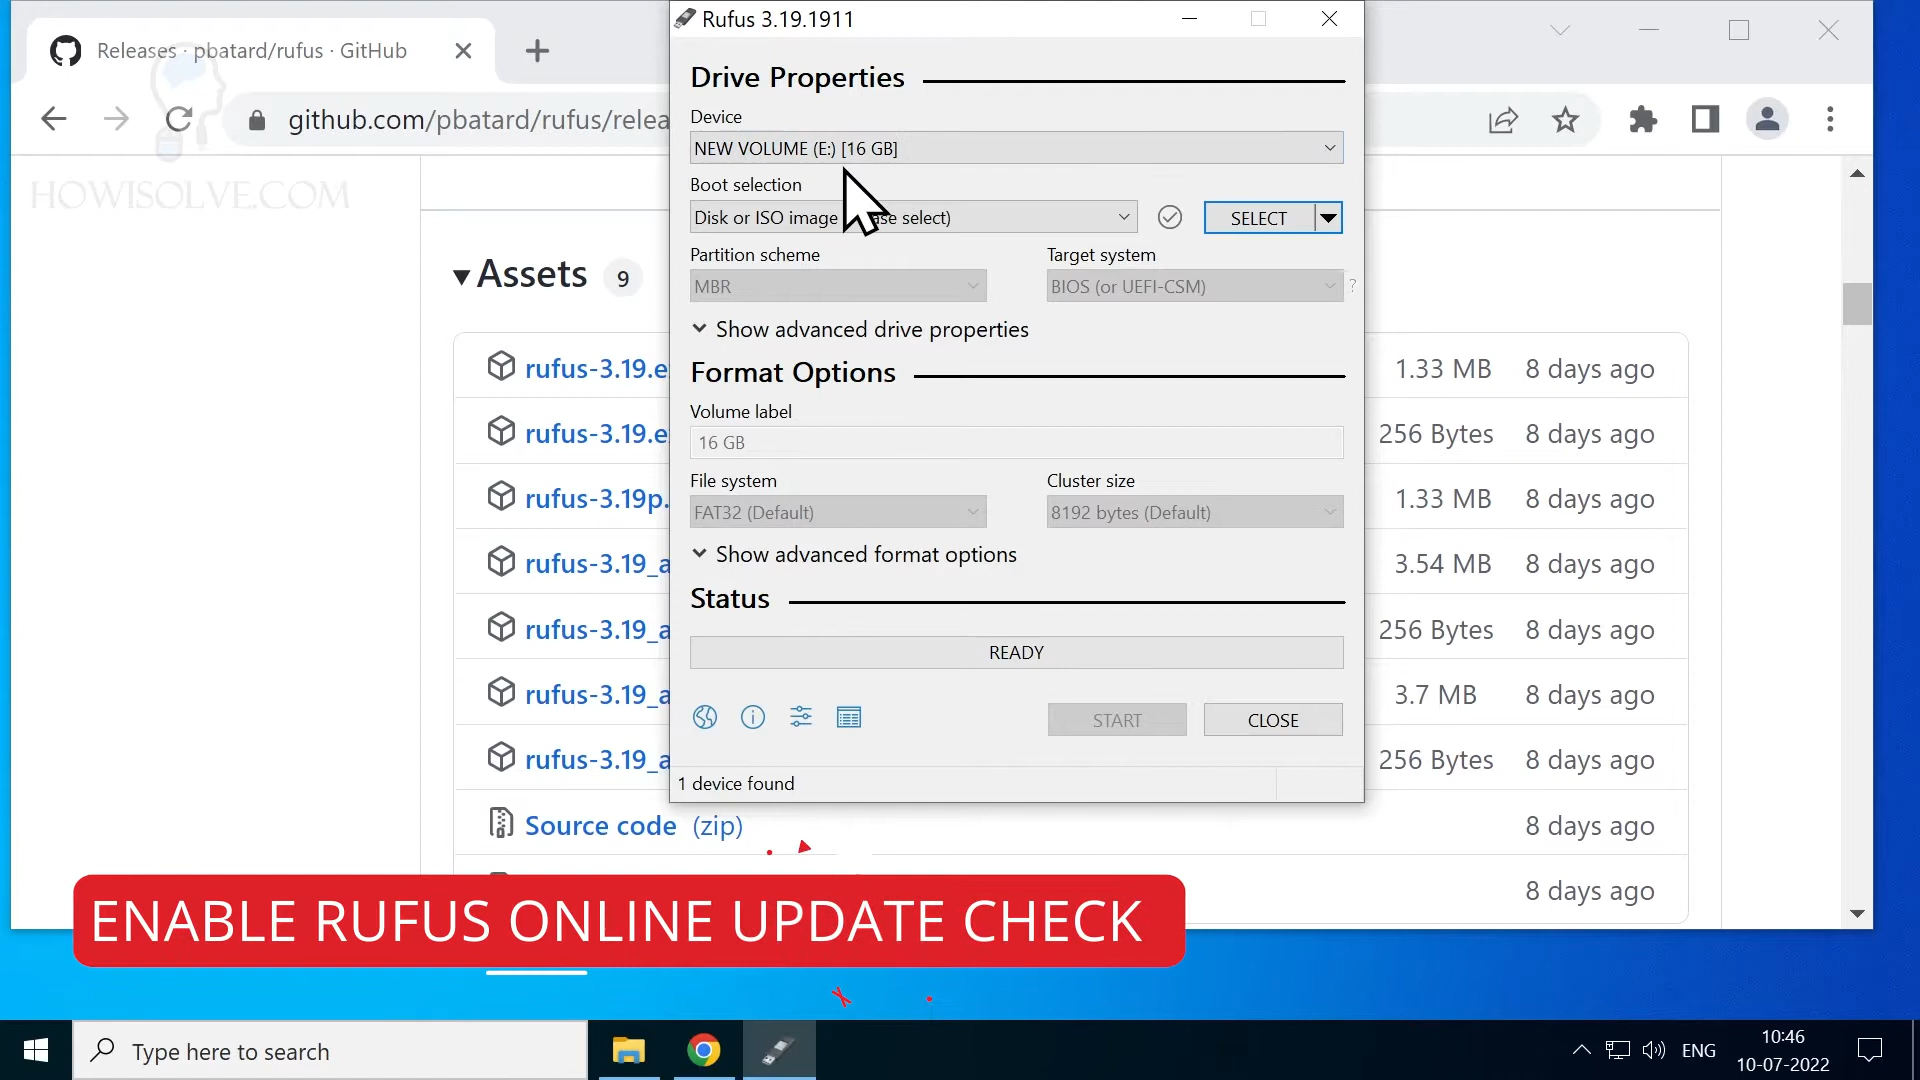 Releases · pbatard/rufus · GitHub
github.com/pbatard/rufus/relea
HOWISOLVE.COM
Rufus 3.19.1911
Drive Properties
Device
NEW VOLUME (E:) [16 GB]
Boot selection
Disk or ISO image
select)
SELECT
Partition scheme
Target system
MBR
BIOS (or UEFI-CSM)
?
Show advanced drive properties
Format Options
Volume label
16 GB
File system
Cluster size
FAT32 (Default)
8192 bytes (Default)
Show advanced format options
Status
READY
START
CLOSE
1 device found
Assets 9
rufus-3.19.e
1.33 MB 8 days ago
rufus-3.19.e
256 Bytes 8 days ago
rufus-3.19p.
1.33 MB 8 days ago
rufus-3.19_a
3.54 MB 8 days ago
rufus-3.19_a
256 Bytes 8 days ago
rufus-3.19_a
3.7 MB 8 days ago
rufus-3.19_a
256 Bytes 8 days ago
Source code (zip)
8 days ago
8 days ago
ENABLE RUFUS ONLINE UPDATE CHECK
Type here to search
ENG
10:46
10-07-2022